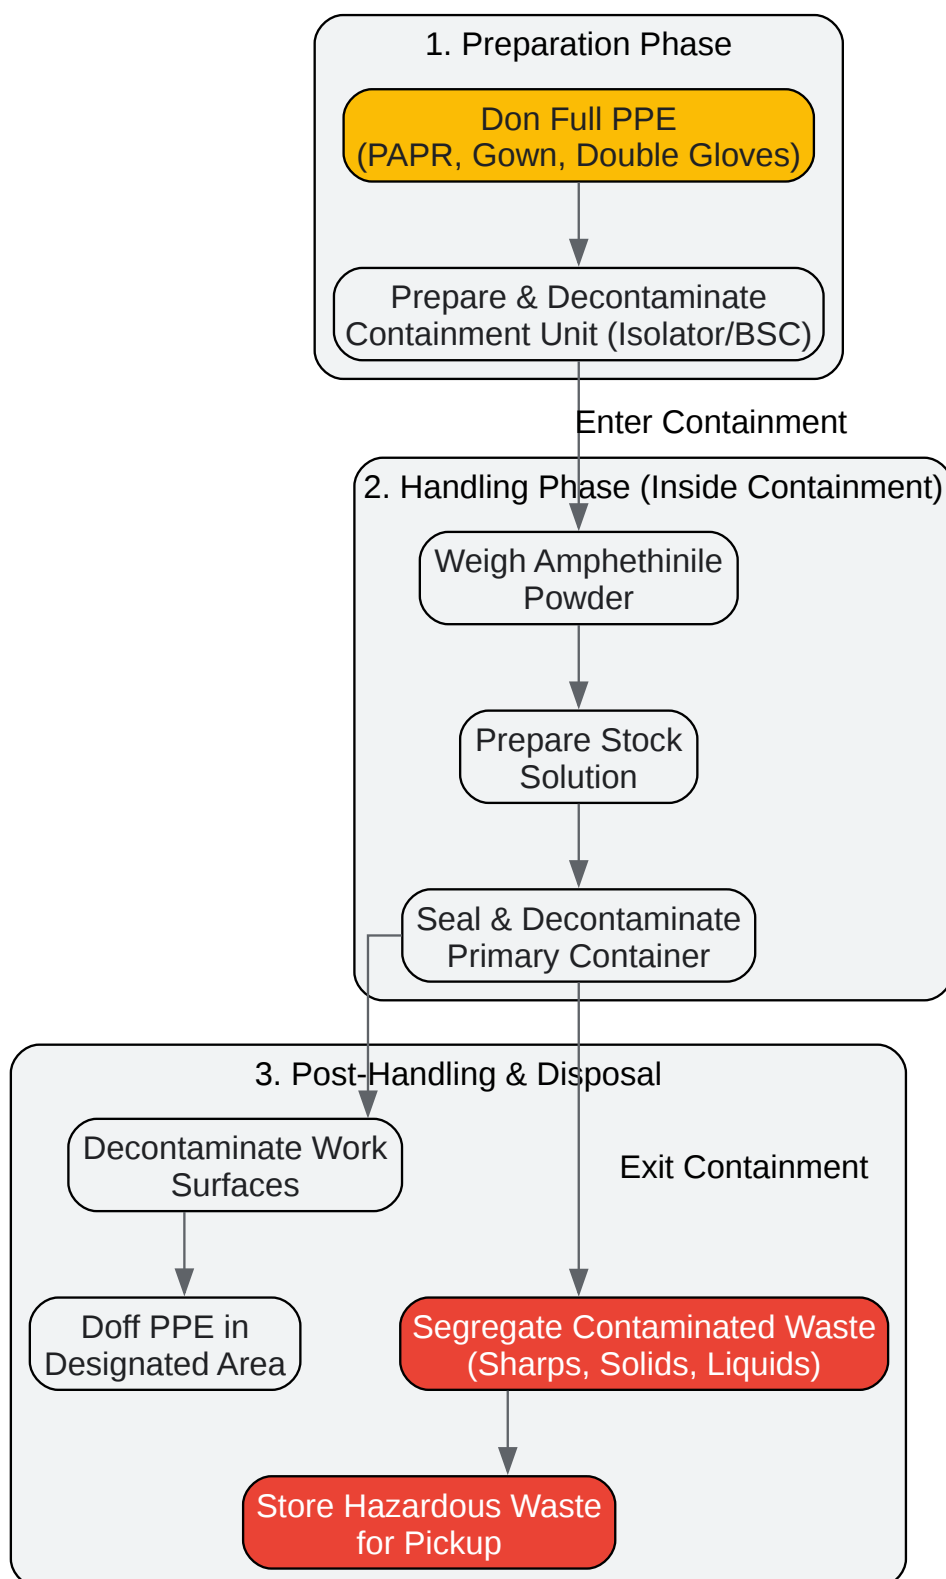 1. Preparation Phase
Don Full PPE
(PAPR, Gown, Double Gloves)
Prepare & Decontaminate
Containment Unit (Isolator/BSC)
Enter Containment
2. Handling Phase (Inside Containment)
Weigh Amphethinile
Powder
Prepare Stock
Solution
Seal & Decontaminate
Primary Container
3. Post-Handling & Disposal
Decontaminate Work
Surfaces
Exit Containment
Doff PPE in
Designated Area
Segregate Contaminated Waste
(Sharps, Solids, Liquids)
Store Hazardous Waste
for Pickup